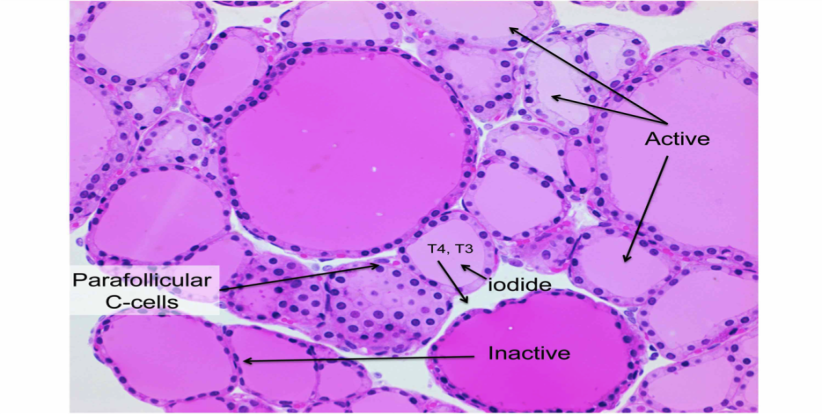 Active
T4, T3
Parafollicular
C-cells
iodide
Inactive